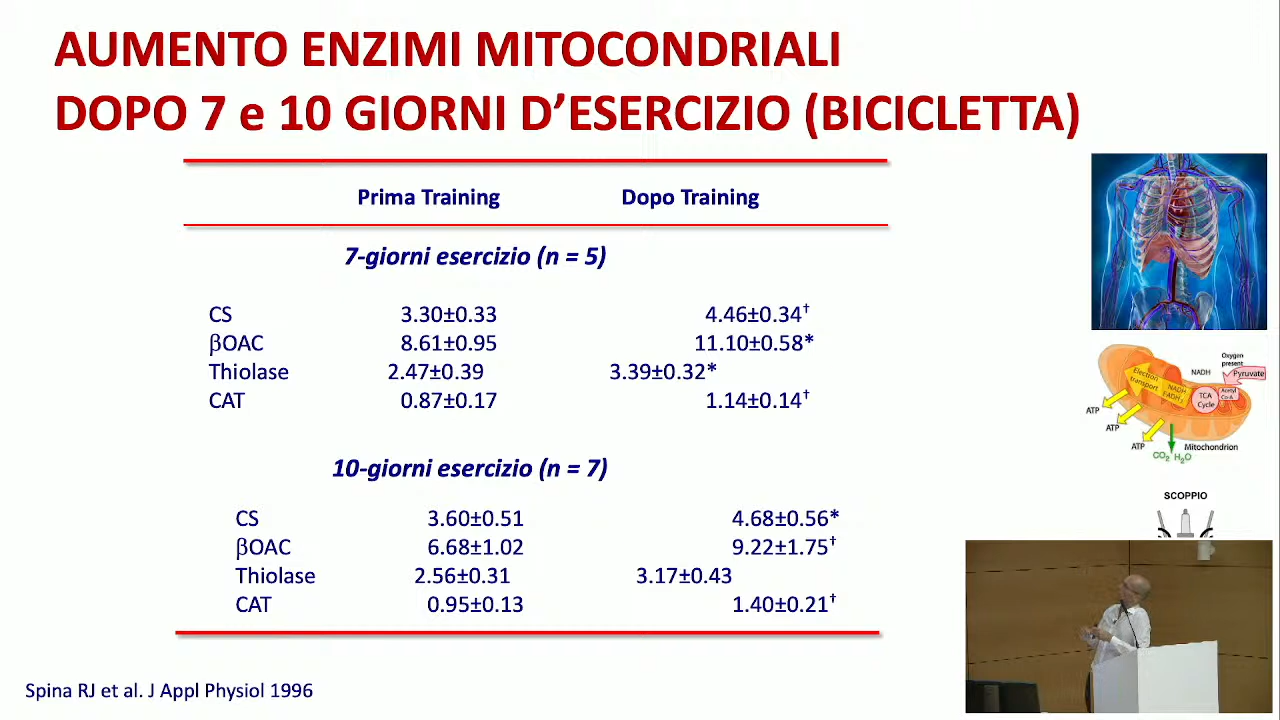 AUMENTO ENZIMI MITOCONDRIALI
DOPO 7 e 10 GIORNI D’ESERCIZIO (BICICLETTA)
Prima Training Dopo Training
7-giorni esercizio (n = 5)
CS 3.30±0.33 4.46±0.34†
βOAC 8.61±0.95 11.10±0.58*
Thiolase 2.47±0.39 3.39±0.32*
CAT 0.87±0.17 1.14±0.14†
10-giorni esercizio (n = 7)
CS 3.60±0.51 4.68±0.56*
βOAC 6.68±1.02 9.22±1.75†
Thiolase 2.56±0.31 3.17±0.43
CAT 0.95±0.13 1.40±0.21†
Spina RJ et al. J Appl Physiol 1996
Oxygen
present
Pyruvate
NADH
Electron
transport
NADH
FADH₂
TCA
Cycle
Acetyl
Co-A
ATP
ATP
ATP
Mitochondrion
CO₂ H₂O
SCOPPIO